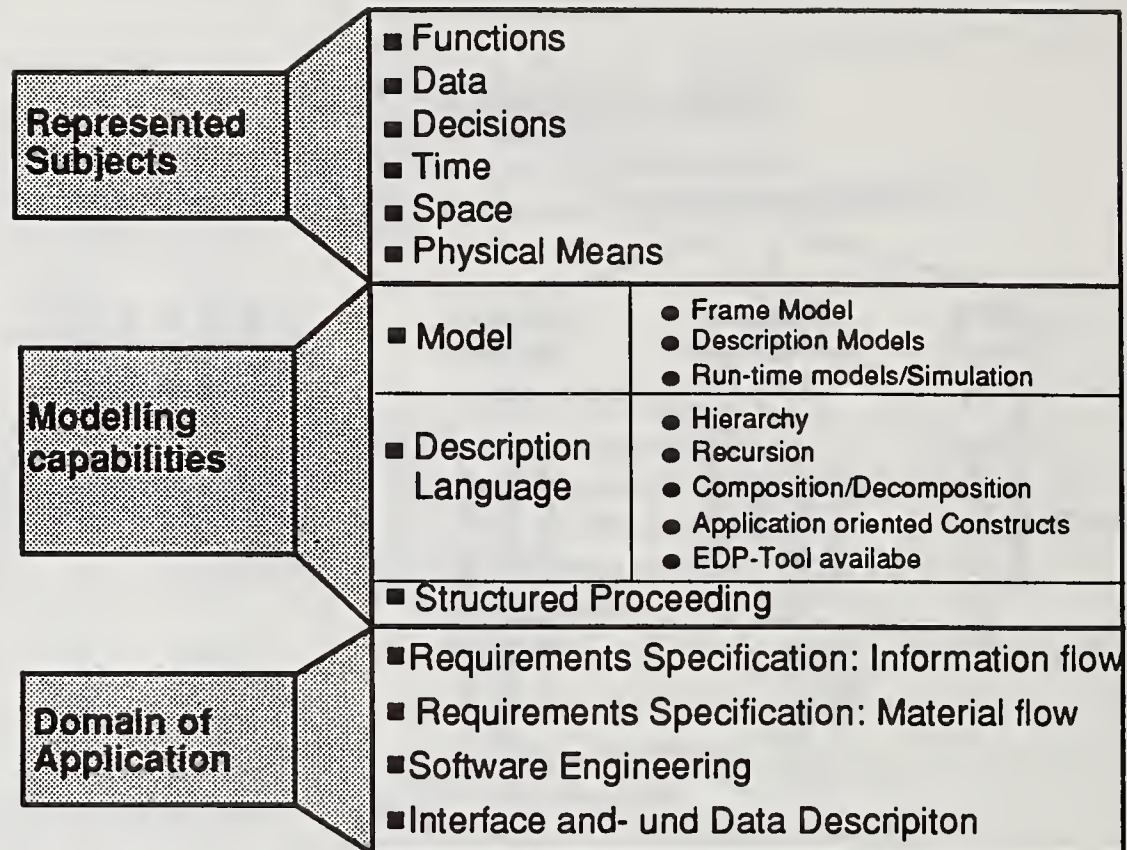 Represented
Subjects
■ Functions
■ Data
■ Decisions
■ Time
■ Space
■ Physical Means
Modelling
capabilities
■ Model
● Frame Model
● Description Models
● Run-time models/Simulation
■ Description
Language
● Hierarchy
● Recursion
● Composition/Decomposition
● Application oriented Constructs
● EDP-Tool availabe
■ Structured Proceeding
Domain of
Application
■Requirements Specification: Information flow
■ Requirements Specification: Material flow
■Software Engineering
■Interface and- und Data Descripiton